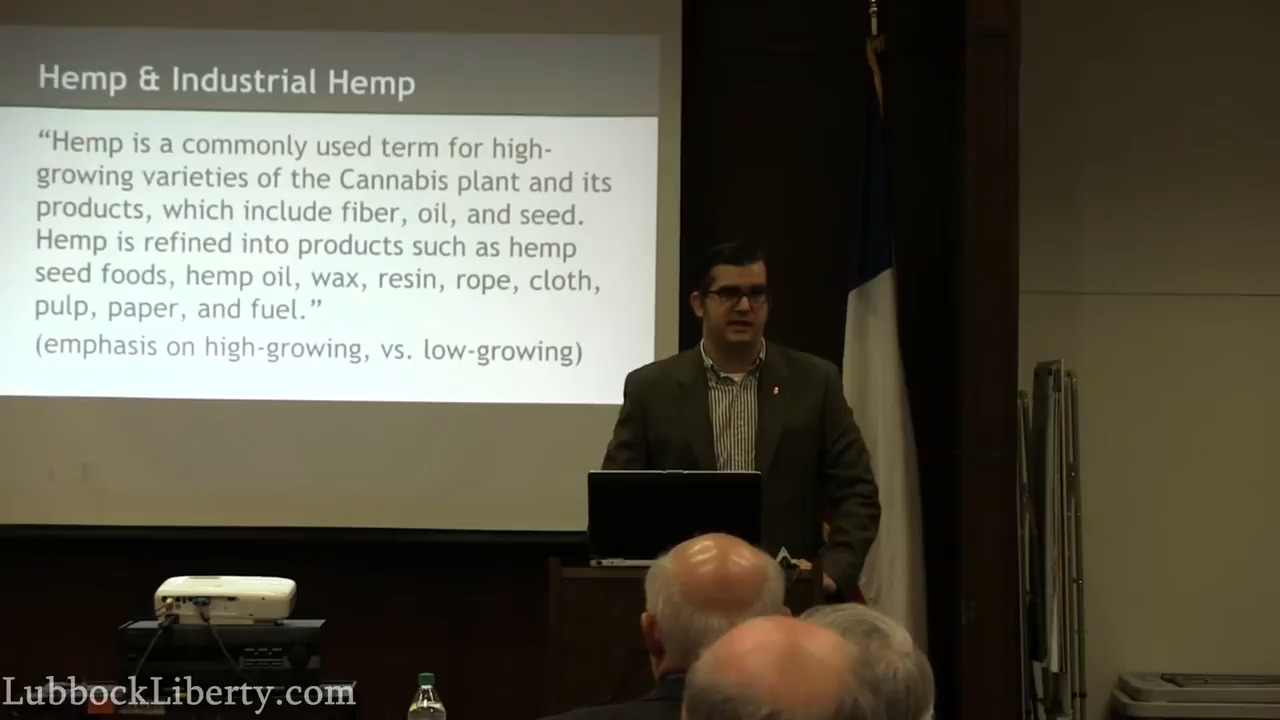 Hemp & Industrial Hemp
“Hemp is a commonly used term for high-
growing varieties of the Cannabis plant and its
products, which include fiber, oil, and seed.
Hemp is refined into products such as hemp
seed foods, hemp oil, wax, resin, rope, cloth,
pulp, paper, and fuel.”
(emphasis on high-growing, vs. low-growing)
LubbockLiberty.com